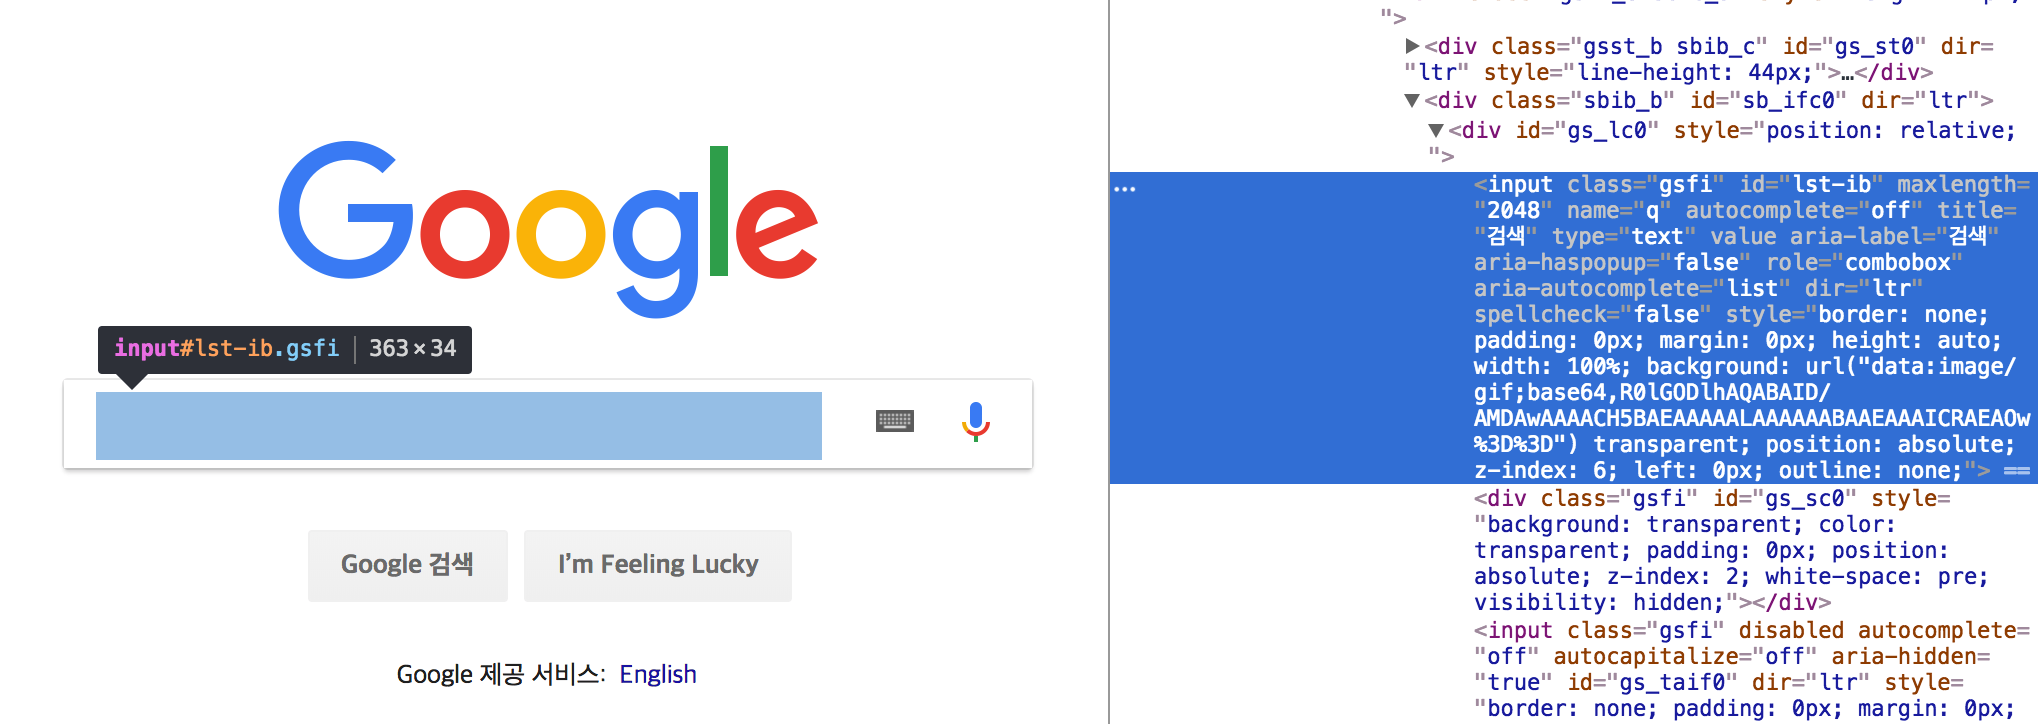 Google
input#lst-ib.gsfi 363×34
Google 검색
I'm Feeling Lucky
Google 제공 서비스: English
">
▶<div class="gsst_b sbib_c" id="gs_st0" dir=
"ltr" style="line-height: 44px;">…</div>
▼<div class="sbib_b" id="sb_ifc0" dir="ltr">
▼<div id="gs_lc0" style="position: relative;
">
<input class="gsfi" id="lst-ib" maxlength=
"2048" name="q" autocomplete="off" title=
"검색" type="text" value aria-label="검색"
aria-haspopup="false" role="combobox"
aria-autocomplete="list" dir="ltr"
spellcheck="false" style="border: none;
padding: 0px; margin: 0px; height: auto;
width: 100%; background: url("data:image/
gif;base64,R0lGODlhAQABAID/
AMDAwAAAACH5BAEAAAAALAAAAAABAAEAAAICRAEAOw
%3D%3D") transparent; position: absolute;
z-index: 6; left: 0px; outline: none;"> ==
<div class="gsfi" id="gs_sc0" style=
"background: transparent; color:
transparent; padding: 0px; position:
absolute; z-index: 2; white-space: pre;
visibility: hidden;"></div>
<input class="gsfi" disabled autocomplete=
"off" autocapitalize="off" aria-hidden=
"true" id="gs_taif0" dir="ltr" style=
"border: none; padding: 0px; margin: 0px;